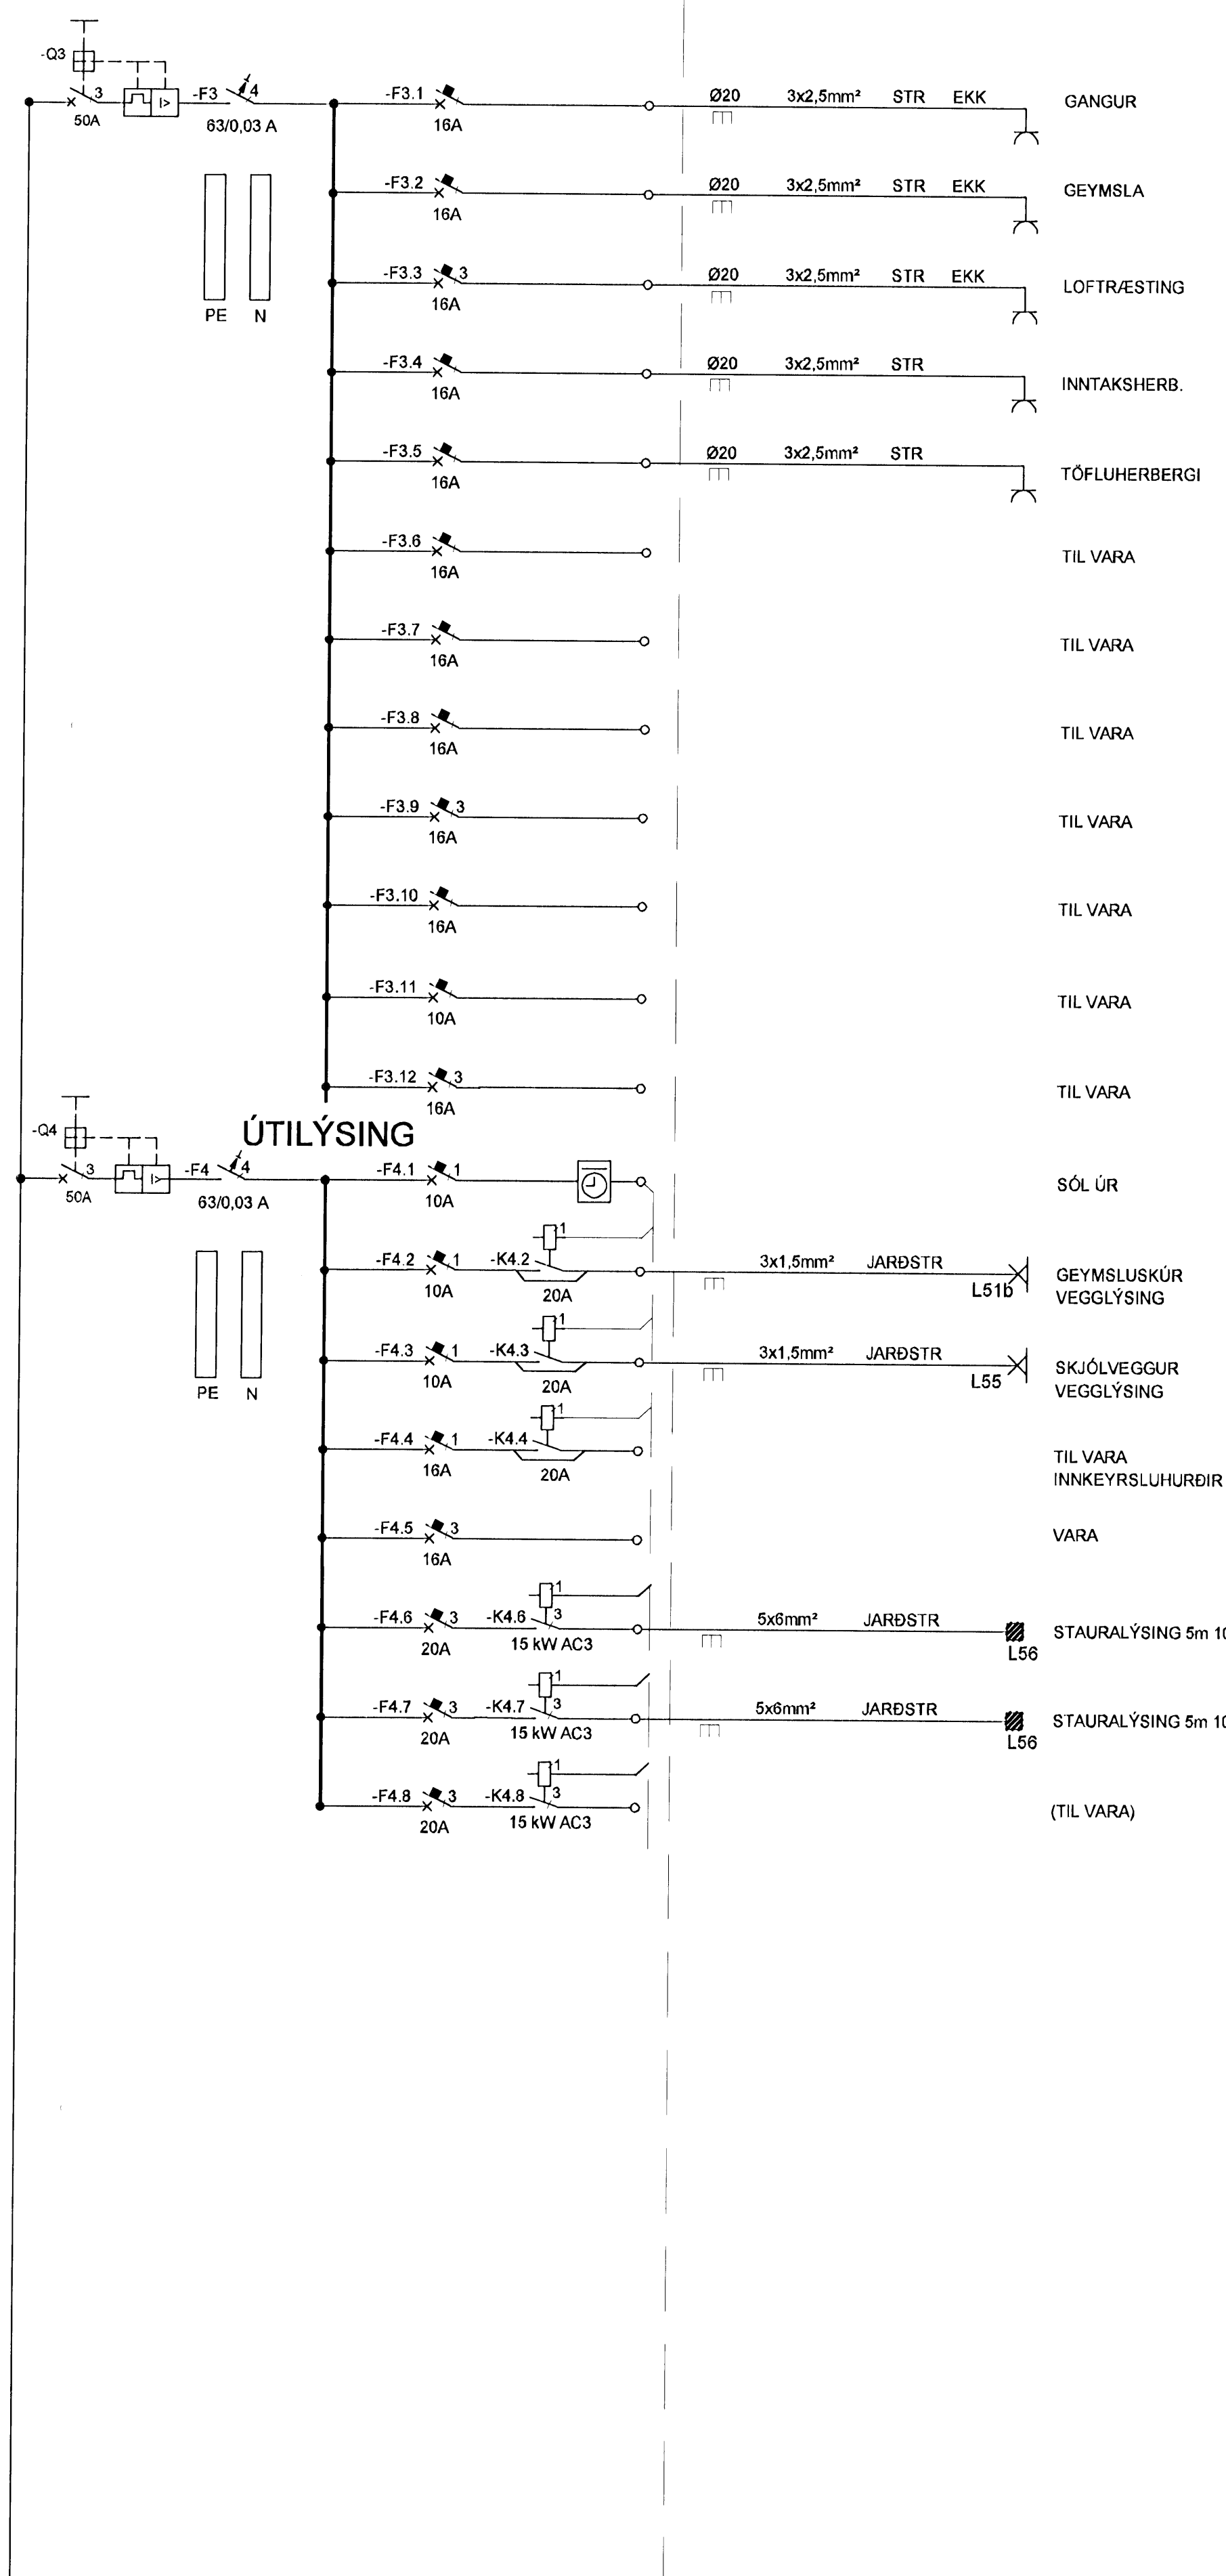 -Q3
3
50A
I>
-F3
4
63/0,03 A
PE N
-F3.1
16A
Ø20 3x2,5mm² STR EKK
GANGUR
-F3.2
16A
Ø20 3x2,5mm² STR EKK
GEYMSLA
-F3.3 3
16A
Ø20 3x2,5mm² STR EKK
LOFTRÆSTING
-F3.4
16A
Ø20 3x2,5mm² STR
INNTAKSHERB.
-F3.5
16A
Ø20 3x2,5mm² STR
TÖFLUHERBERGI
-F3.6
16A
TIL VARA
-F3.7
16A
TIL VARA
-F3.8
16A
TIL VARA
-F3.9 3
16A
TIL VARA
-F3.10
16A
TIL VARA
-F3.11
10A
TIL VARA
-F3.12 3
16A
TIL VARA
ÚTILÝSING
-Q4
3
50A
I>
-F4
4
63/0,03 A
PE N
-F4.1 1
10A
SÓL ÚR
-F4.2 1
10A
-K4.2
1
20A
3x1,5mm² JARÐSTR
L51b
GEYMSLUSKÚR
VEGGLÝSING
-F4.3 1
10A
-K4.3
1
20A
3x1,5mm² JARÐSTR
L55
SKJÓLVEGGUR
VEGGLÝSING
-F4.4 1
16A
-K4.4
1
20A
TIL VARA
INNKEYRSLUHURÐIR
-F4.5 3
16A
VARA
-F4.6 3
20A
-K4.6
1
3
15 kW AC3
5x6mm² JARÐSTR
L56
STAURALÝSING 5m
-F4.7 3
20A
-K4.7
1
3
15 kW AC3
5x6mm² JARÐSTR
L56
STAURALÝSING 5m
-F4.8 3
20A
-K4.8
1
3
15 kW AC3
(TIL VARA)